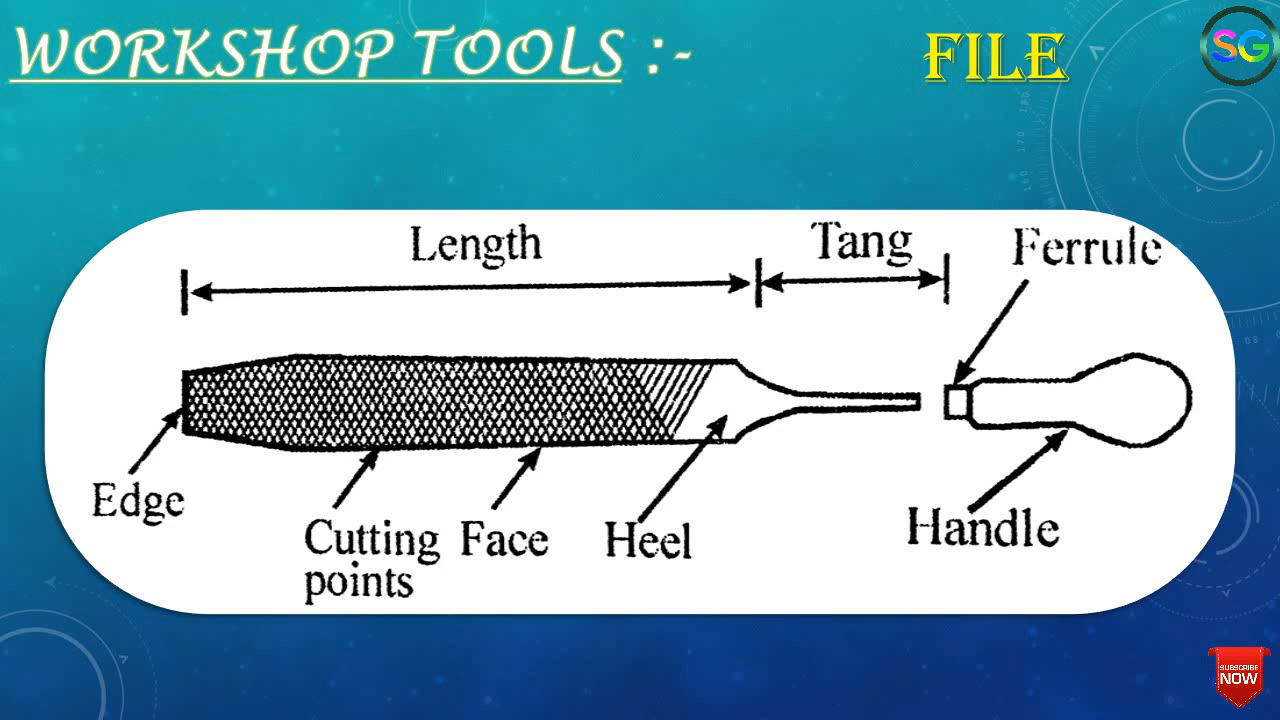 WORKSHOP TOOLS :-
FILE
SG
Length
Tang
Ferrule
Edge
Cutting
points
Face
Heel
Handle
SUBSCRIBE
NOW